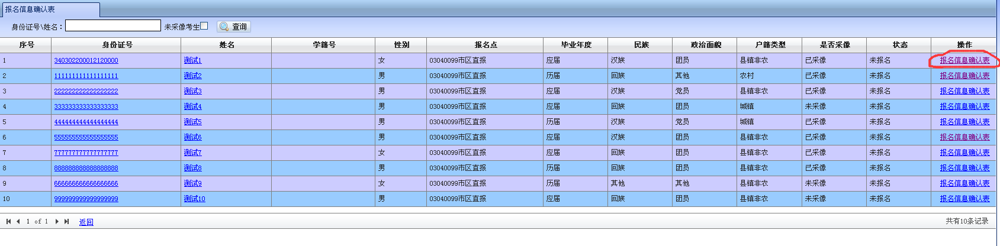 报名信息确认表
身份证号\姓名： 未采像考生 查询
序号 身份证号 姓名 学籍号 性别 报名点 毕业年度 民族 政治面貌 户籍类型 是否采像 状态 操作
1 340302200012120000 测试1 女 03040099市区直报 应届 汉族 团员 县镇非农 已采像 未报名 报名信息确认表
2 111111111111111111 测试2 男 03040099市区直报 历届 回族 其他 农村 已采像 未报名 报名信息确认表
3 222222222222222222 测试3 男 03040099市区直报 应届 汉族 党员 县镇非农 已采像 未报名 报名信息确认表
4 333333333333333333 测试4 男 03040099市区直报 应届 回族 团员 城镇 未采像 未报名 报名信息确认表
5 444444444444444444 测试5 男 03040099市区直报 历届 汉族 党员 城镇 已采像 未报名 报名信息确认表
6 555555555555555555 测试6 男 03040099市区直报 应届 汉族 团员 县镇非农 已采像 未报名 报名信息确认表
7 777777777777777777 测试7 女 03040099市区直报 应届 回族 团员 县镇非农 已采像 未报名 报名信息确认表
8 888888888888888888 测试8 男 03040099市区直报 历届 回族 团员 县镇非农 已采像 未报名 报名信息确认表
9 666666666666666666 测试9 女 03040099市区直报 历届 其他 其他 县镇非农 未采像 未报名 报名信息确认表
10 999999999999999999 测试10 男 03040099市区直报 应届 回族 团员 县镇非农 未采像 未报名 报名信息确认表
1 of 1 返回 共有10条记录